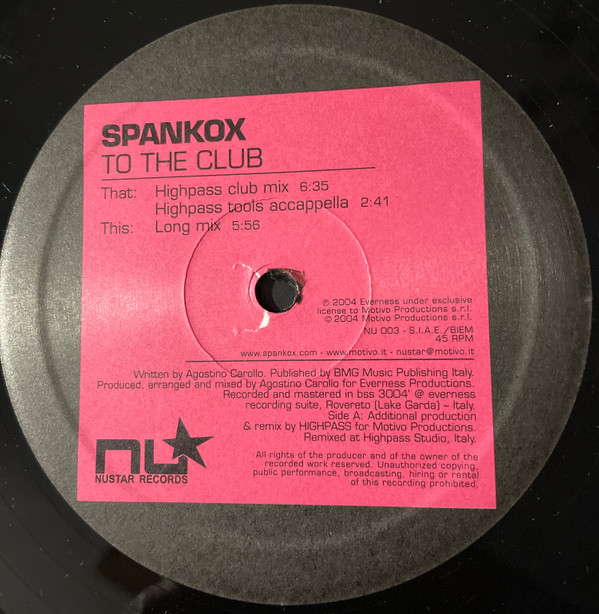 SPANKOX
TO THE CLUB
That: Highpass club mix 6:35
Highpass tools accappella 2:41
This: Long mix 5:56
℗ 2004 Everness under exclusive
license to Motivo Productions s.r.l.
© 2004 Motivo Productions s.r.l.
NU 003 - S.I.A.E./BIEM
45 RPM
www.spankox.com - www.motivo.it - nustar@motivo.it
Written by Agostino Carollo. Published by BMG Music Publishing Italy.
Produced, arranged and mixed by Agostino Carollo for Everness Productions.
Recorded and mastered in bss 3004' @ everness
recording suite, Rovereto (Lake Garda) – Italy.
Side A: Additional production
& remix by HIGHPASS for Motivo Productions.
Remixed at Highpass Studio, Italy.
All rights of the producer and of the owner of the
recorded work reserved. Unauthorized copying,
public performance, broadcasting, hiring or rental
of this recording prohibited.
nu
NUSTAR RECORDS